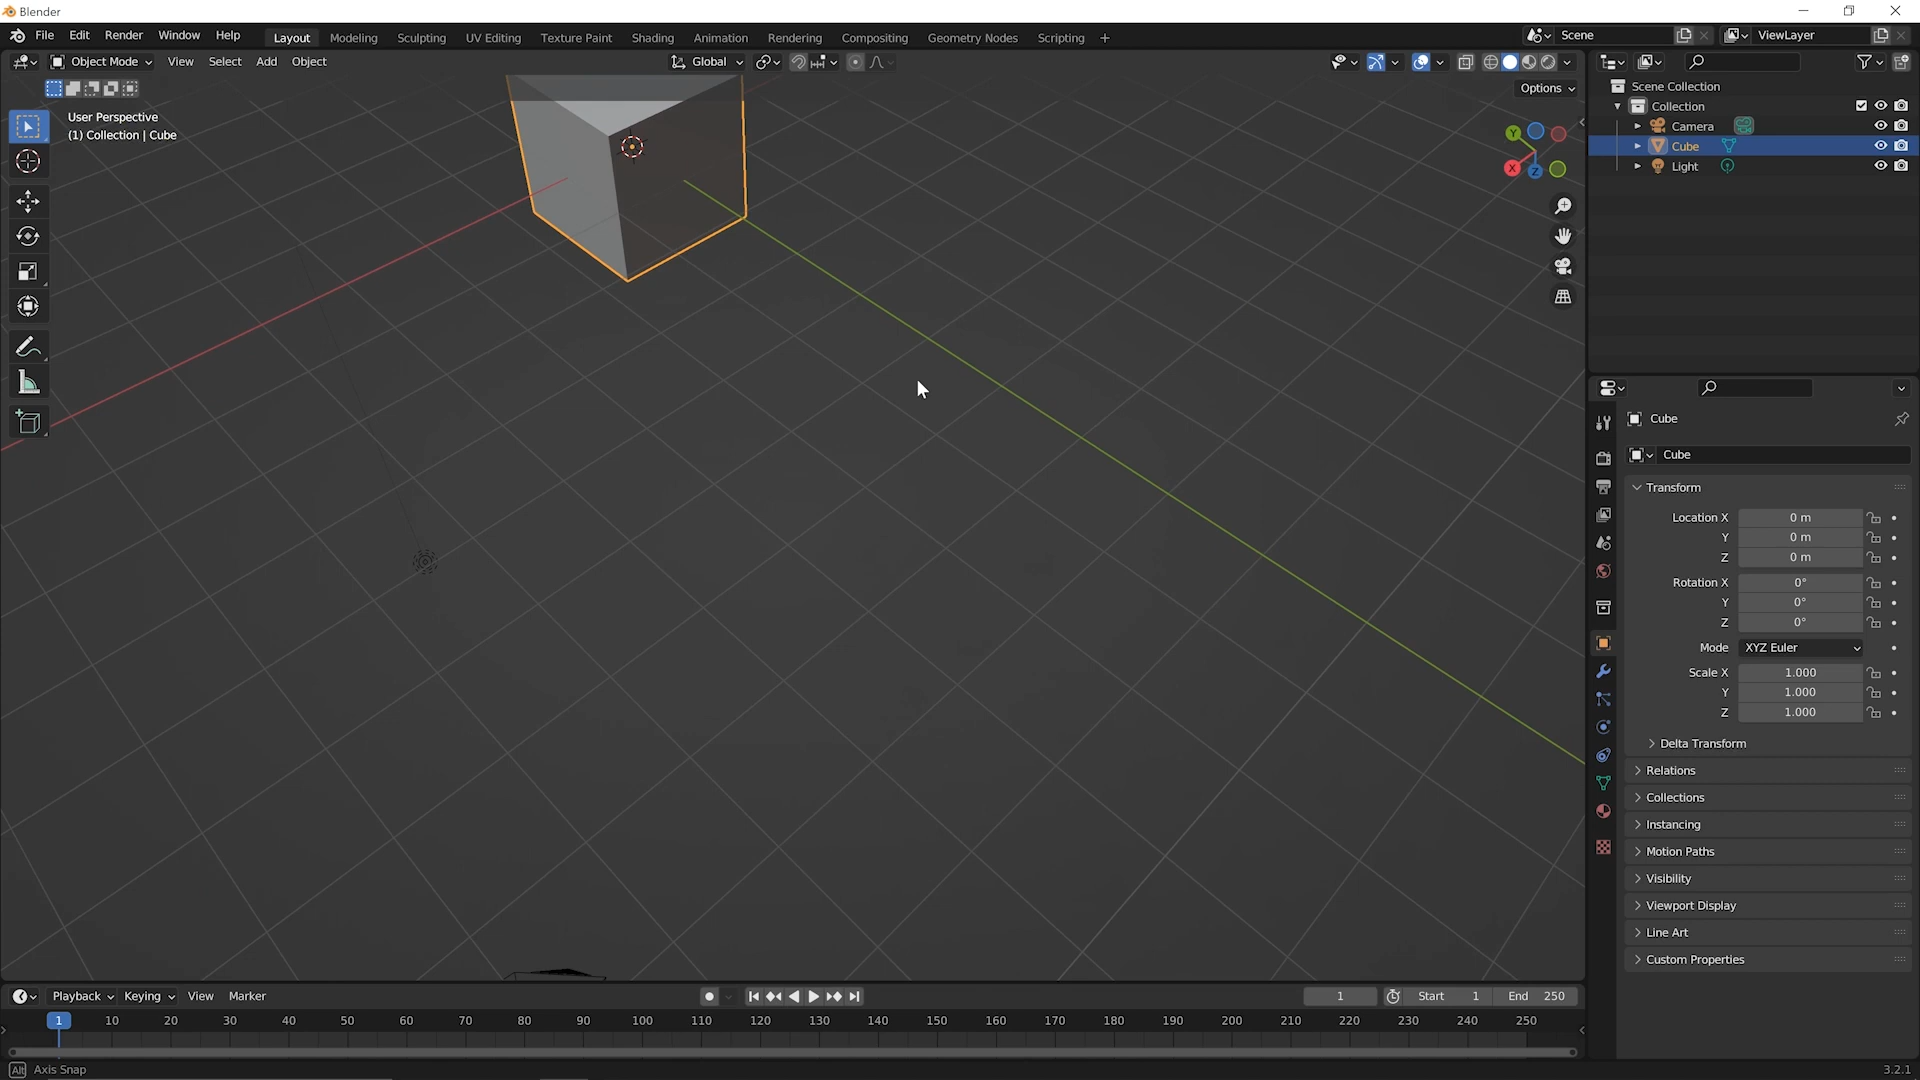 Blender
File Edit Render Window Help Layout Modeling Sculpting UV Editing Texture Paint Shading Animation Rendering Compositing Geometry Nodes Scripting + Scene ViewLayer
Object Mode View Select Add Object Global
Options
User Perspective
(1) Collection | Cube
Y
X
Z
Scene Collection
Collection
Camera
Cube
Light
Cube
Cube
Transform
Location X 0 m
Y 0 m
Z 0 m
Rotation X 0°
Y 0°
Z 0°
Mode XYZ Euler
Scale X 1.000
Y 1.000
Z 1.000
Delta Transform
Relations
Collections
Instancing
Motion Paths
Visibility
Viewport Display
Line Art
Custom Properties
Playback Keying View Marker 1 Start 1 End 250
1 10 20 30 40 50 60 70 80 90 100 110 120 130 140 150 160 170 180 190 200 210 220 230 240 250
Alt Axis Snap 3.2.1